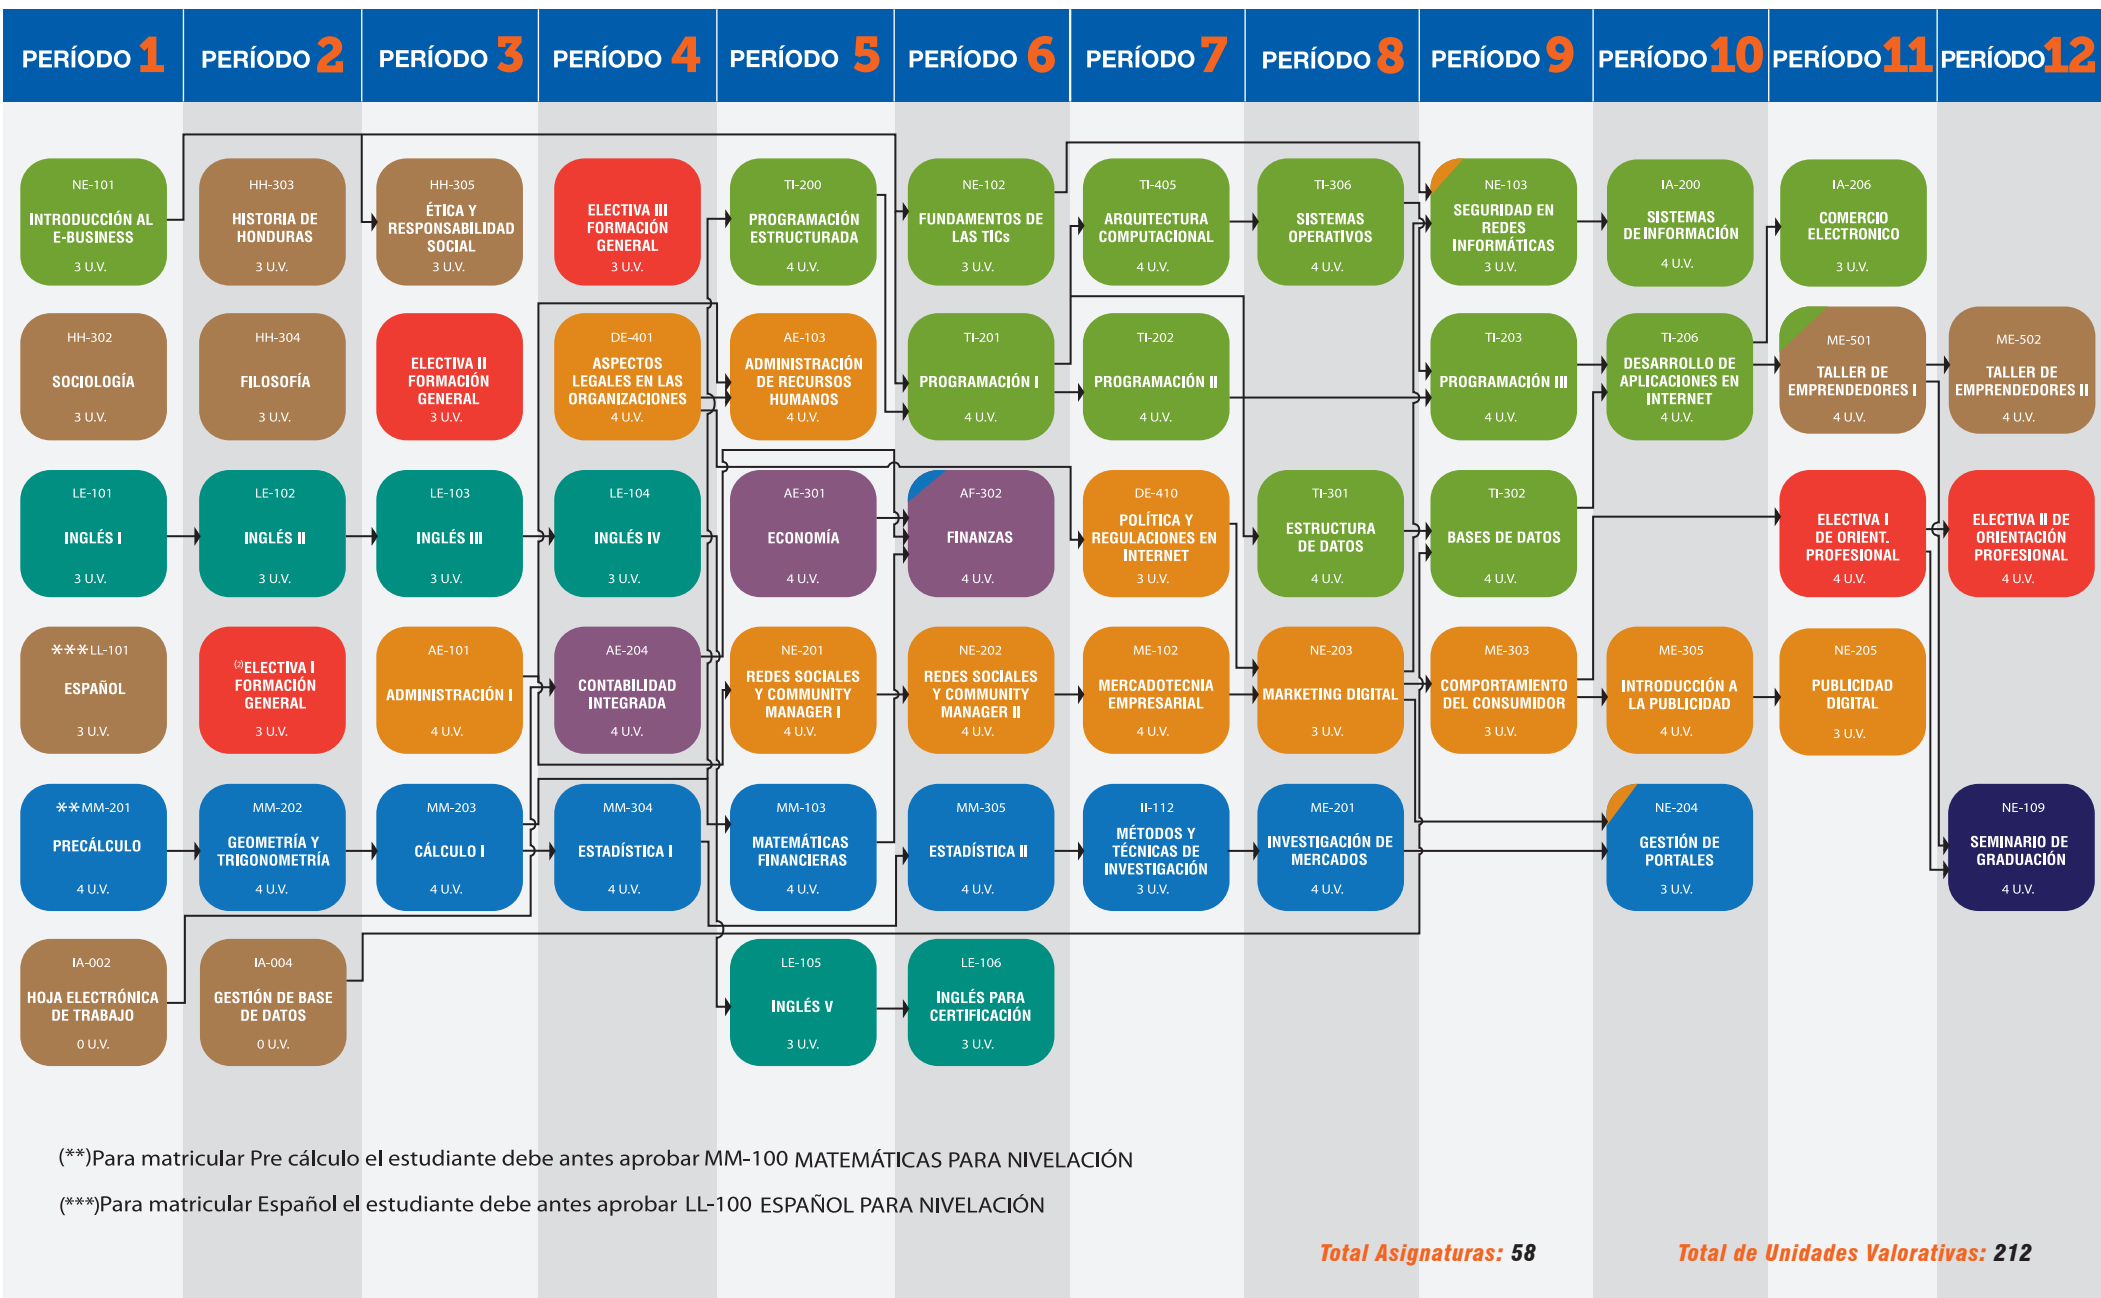 PERÍODO 1
PERÍODO 2
PERÍODO 3
PERÍODO 4
PERÍODO 5
PERÍODO 6
PERÍODO 7
PERÍODO 8
PERÍODO 9
PERÍODO 10
PERÍODO 11
PERÍODO 12
NE-101
INTRODUCCIÓN AL
E-BUSINESS
3 U.V.
HH-303
HISTORIA DE
HONDURAS
3 U.V.
HH-305
ÉTICA Y
RESPONSABILIDAD
SOCIAL
3 U.V.
ELECTIVA III
FORMACIÓN
GENERAL
3 U.V.
TI-200
PROGRAMACIÓN
ESTRUCTURADA
4 U.V.
NE-102
FUNDAMENTOS DE
LAS TICs
3 U.V.
TI-405
ARQUITECTURA
COMPUTACIONAL
4 U.V.
TI-306
SISTEMAS
OPERATIVOS
4 U.V.
NE-103
SEGURIDAD EN
REDES
INFORMÁTICAS
3 U.V.
IA-200
SISTEMAS
DE INFORMACIÓN
4 U.V.
IA-206
COMERCIO
ELECTRONICO
3 U.V.
HH-302
SOCIOLOGÍA
3 U.V.
HH-304
FILOSOFÍA
3 U.V.
ELECTIVA II
FORMACIÓN
GENERAL
3 U.V.
DE-401
ASPECTOS
LEGALES EN LAS
ORGANIZACIONES
4 U.V.
AE-103
ADMINISTRACIÓN
DE RECURSOS
HUMANOS
4 U.V.
TI-201
PROGRAMACIÓN I
4 U.V.
TI-202
PROGRAMACIÓN II
4 U.V.
TI-203
PROGRAMACIÓN III
4 U.V.
TI-206
DESARROLLO DE
APLICACIONES EN
INTERNET
4 U.V.
ME-501
TALLER DE
EMPRENDEDORES I
4 U.V.
ME-502
TALLER DE
EMPRENDEDORES II
4 U.V.
LE-101
INGLÉS I
3 U.V.
LE-102
INGLÉS II
3 U.V.
LE-103
INGLÉS III
3 U.V.
LE-104
INGLÉS IV
3 U.V.
AE-301
ECONOMÍA
4 U.V.
AF-302
FINANZAS
4 U.V.
DE-410
POLÍTICA Y
REGULACIONES EN
INTERNET
3 U.V.
TI-301
ESTRUCTURA
DE DATOS
4 U.V.
TI-302
BASES DE DATOS
4 U.V.
ELECTIVA I
DE ORIENT.
PROFESIONAL
4 U.V.
ELECTIVA II DE
ORIENTACIÓN
PROFESIONAL
4 U.V.
***LL-101
ESPAÑOL
3 U.V.
(2)ELECTIVA I
FORMACIÓN
GENERAL
3 U.V.
AE-101
ADMINISTRACIÓN I
4 U.V.
AE-204
CONTABILIDAD
INTEGRADA
4 U.V.
NE-201
REDES SOCIALES
Y COMMUNITY
MANAGER I
4 U.V.
NE-202
REDES SOCIALES
Y COMMUNITY
MANAGER II
4 U.V.
ME-102
MERCADOTECNIA
EMPRESARIAL
4 U.V.
NE-203
MARKETING DIGITAL
3 U.V.
ME-303
COMPORTAMIENTO
DEL CONSUMIDOR
3 U.V.
ME-305
INTRODUCCIÓN A
LA PUBLICIDAD
4 U.V.
NE-205
PUBLICIDAD
DIGITAL
3 U.V.
**MM-201
PRECÁLCULO
4 U.V.
MM-202
GEOMETRÍA Y
TRIGONOMETRÍA
4 U.V.
MM-203
CÁLCULO I
4 U.V.
MM-304
ESTADÍSTICA I
4 U.V.
MM-103
MATEMÁTICAS
FINANCIERAS
4 U.V.
MM-305
ESTADÍSTICA II
4 U.V.
II-112
MÉTODOS Y
TÉCNICAS DE
INVESTIGACIÓN
3 U.V.
ME-201
INVESTIGACIÓN DE
MERCADOS
4 U.V.
NE-204
GESTIÓN DE
PORTALES
3 U.V.
NE-109
SEMINARIO DE
GRADUACIÓN
4 U.V.
IA-002
HOJA ELECTRÓNICA
DE TRABAJO
0 U.V.
IA-004
GESTIÓN DE BASE
DE DATOS
0 U.V.
LE-105
INGLÉS V
3 U.V.
LE-106
INGLÉS PARA
CERTIFICACIÓN
3 U.V.
(**)Para matricular Pre cálculo el estudiante debe antes aprobar MM-100 MATEMÁTICAS PARA NIVELACIÓN
(***)Para matricular Español el estudiante debe antes aprobar LL-100 ESPAÑOL PARA NIVELACIÓN
Total Asignaturas: 58
Total de Unidades Valorativas: 212